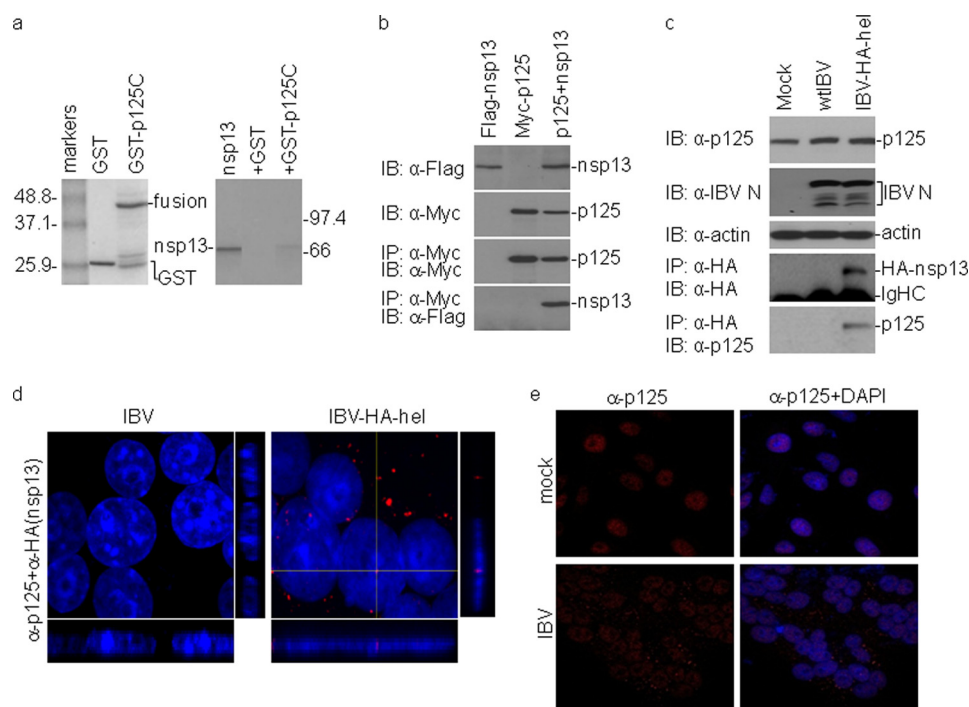 a
markers
GST
GST-p125C
48.8-
37.1-
25.9-
-fusion
GST
nsp13
+GST
+GST-p125C
nsp13-
-97.4
-66
b
Flag-nsp13
Myc-p125
p125+nsp13
IB: α-Flag
-nsp13
IB: α-Myc
-p125
IP: α-Myc
IB: α-Myc
-p125
IP: α-Myc
IB: α-Flag
-nsp13
c
Mock
wtIBV
IBV-HA-hel
IB: α-p125
-p125
IB: α-IBV N
IBV N
IB: α-actin
-actin
IP: α-HA
IB: α-HA
-HA-nsp13
-IgHC
IP: α-HA
IB: α-p125
-p125
d
IBV
IBV-HA-hel
α-p125+α-HA(nsp13)
e
α-p125
α-p125+DAPI
mock
IBV